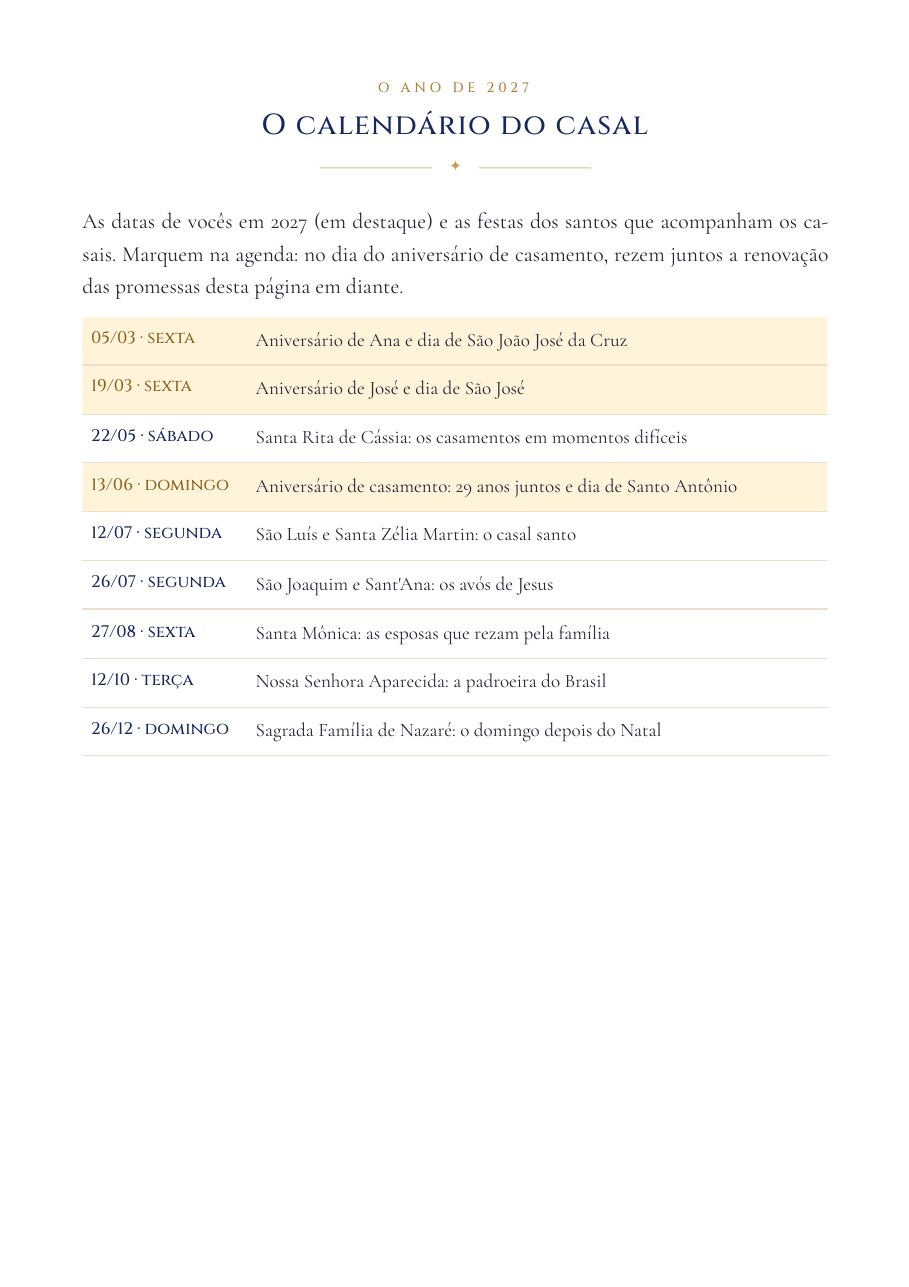 O ANO DE 2027
O CALENDÁRIO DO CASAL
As datas de vocês em 2027 (em destaque) e as festas dos santos que acompanham os ca-
sais. Marquem na agenda: no dia do aniversário de casamento, rezem juntos a renovação
das promessas desta página em diante.
05/03 · SEXTA Aniversário de Ana e dia de São João José da Cruz
19/03 · SEXTA Aniversário de José e dia de São José
22/05 · SÁBADO Santa Rita de Cássia: os casamentos em momentos difíceis
13/06 · DOMINGO Aniversário de casamento: 29 anos juntos e dia de Santo Antônio
12/07 · SEGUNDA São Luís e Santa Zélia Martin: o casal santo
26/07 · SEGUNDA São Joaquim e Sant'Ana: os avós de Jesus
27/08 · SEXTA Santa Mônica: as esposas que rezam pela família
12/10 · TERÇA Nossa Senhora Aparecida: a padroeira do Brasil
26/12 · DOMINGO Sagrada Família de Nazaré: o domingo depois do Natal